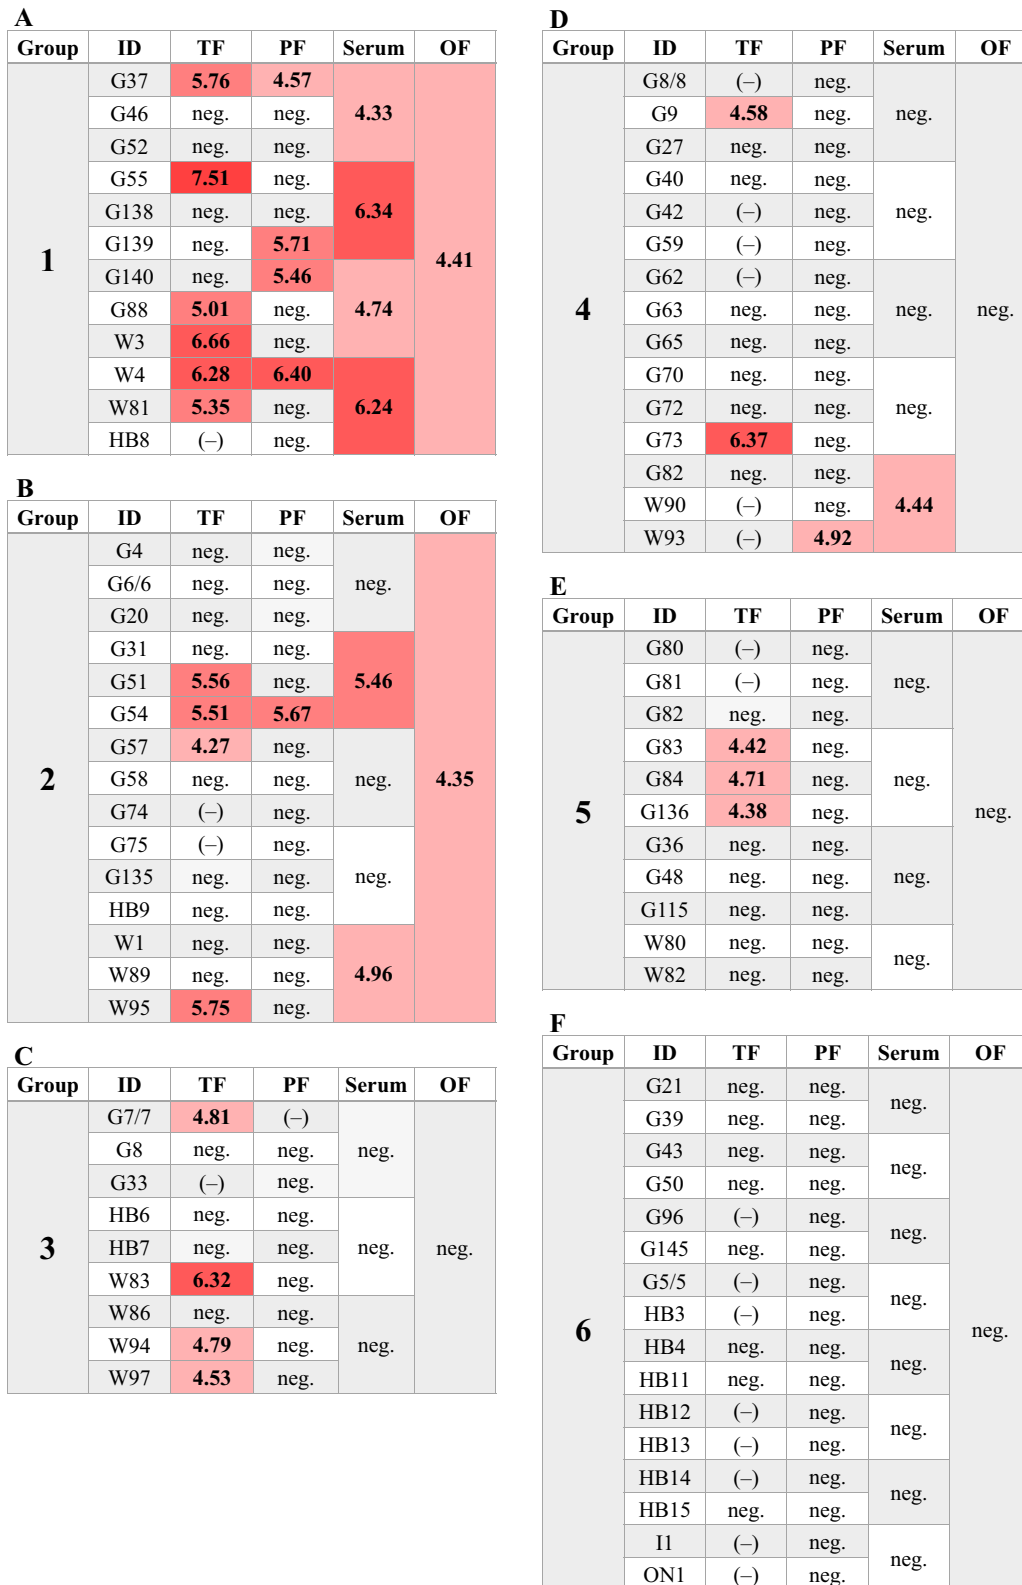 A
Group ID TF PF Serum OF
G37 5.76 4.57
G46 neg. neg. 4.33
G52 neg. neg.
G55 7.51 neg.
G138 neg. neg. 6.34
G139 neg. 5.71
1 4.41
G140 neg. 5.46
G88 5.01 neg. 4.74
W3 6.66 neg.
W4 6.28 6.40
W81 5.35 neg. 6.24
HB8 (–) neg.
B
Group ID TF PF Serum OF
G4 neg. neg.
G6/6 neg. neg. neg.
G20 neg. neg.
G31 neg. neg.
G51 5.56 neg. 5.46
G54 5.51 5.67
G57 4.27 neg.
2 G58 neg. neg. neg. 4.35
G74 (–) neg.
G75 (–) neg.
G135 neg. neg. neg.
HB9 neg. neg.
W1 neg. neg.
W89 neg. neg. 4.96
W95 5.75 neg.
C
Group ID TF PF Serum OF
G7/7 4.81 (–)
G8 neg. neg. neg.
G33 (–) neg.
HB6 neg. neg.
3 HB7 neg. neg. neg. neg.
W83 6.32 neg.
W86 neg. neg.
W94 4.79 neg. neg.
W97 4.53 neg.
D
Group ID TF PF Serum OF
G8/8 (–) neg.
G9 4.58 neg. neg.
G27 neg. neg.
G40 neg. neg.
G42 (–) neg. neg.
G59 (–) neg.
G62 (–) neg.
4 G63 neg. neg. neg. neg.
G65 neg. neg.
G70 neg. neg.
G72 neg. neg. neg.
G73 6.37 neg.
G82 neg. neg.
W90 (–) neg. 4.44
W93 (–) 4.92
E
Group ID TF PF Serum OF
G80 (–) neg.
G81 (–) neg. neg.
G82 neg. neg.
G83 4.42 neg.
G84 4.71 neg. neg.
5 G136 4.38 neg. neg.
G36 neg. neg.
G48 neg. neg. neg.
G115 neg. neg.
W80 neg. neg.
neg.
W82 neg. neg.
F
Group ID TF PF Serum OF
G21 neg. neg.
neg.
G39 neg. neg.
G43 neg. neg.
neg.
G50 neg. neg.
G96 (–) neg.
neg.
G145 neg. neg.
G5/5 (–) neg.
neg.
HB3 (–) neg.
6 neg.
HB4 neg. neg.
neg.
HB11 neg. neg.
HB12 (–) neg.
neg.
HB13 (–) neg.
HB14 (–) neg.
neg.
HB15 neg. neg.
I1 (–) neg.
neg.
ON1 (–) neg.